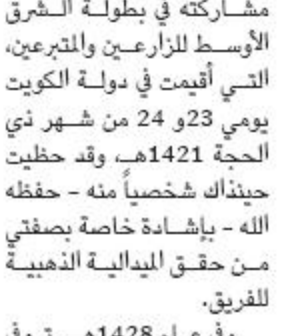 مشاركته في بطولة الشرق
الأوسط للزارعين والمتبرعين،
التي أقيمت في دولة الكويت
يومي 23و 24 من شهر ذي
الحجة 1421هـ، وقد حظيت
حينذاك شخصياً منه – حفظه
الله – بإشادة خاصة بصفتي
من حقق الميدالية الذهبية
للفريق.
1428هـ